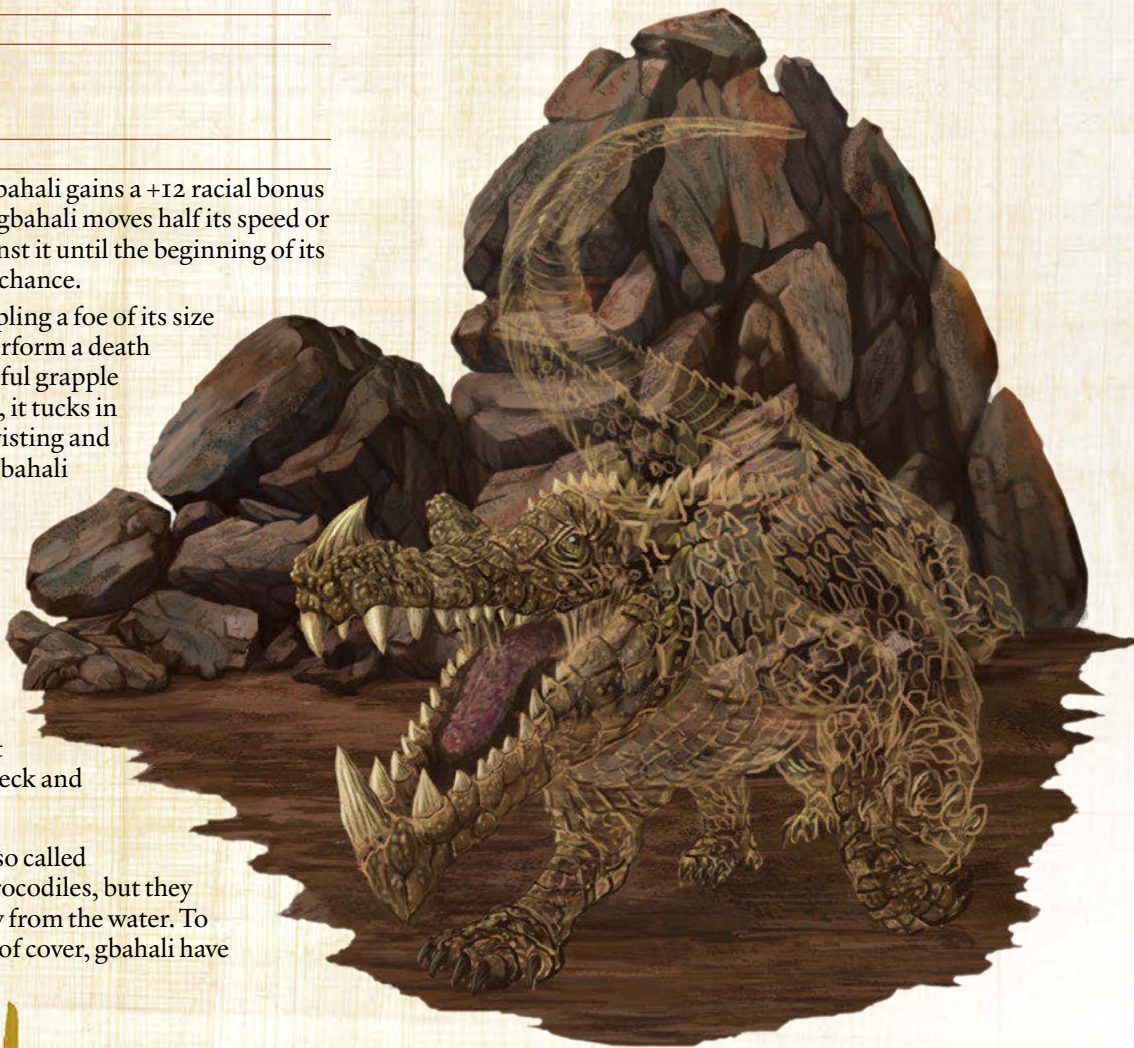 bahali gains a +12 racial bonus
gbahali moves half its speed or
nst it until the beginning of its
chance.
pling a foe of its size
erform a death
ful grapple
, it tucks in
visting and
bahali
t
eck and
so called
rocodiles, but they
y from the water. To
of cover, gbahali have